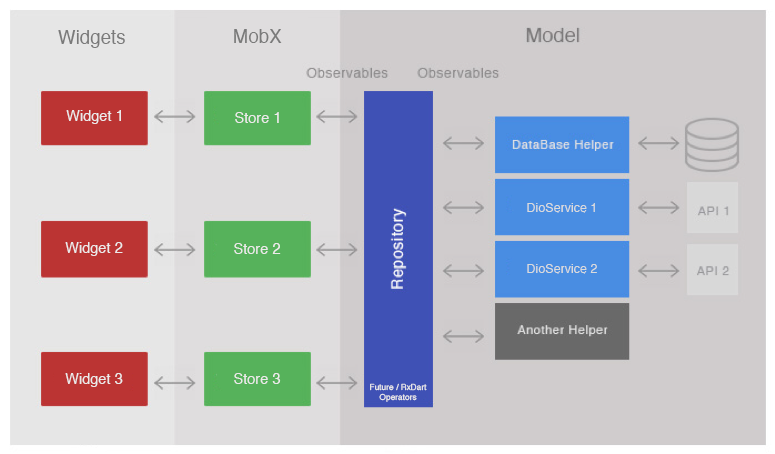 Widgets
MobX
Model
Observables
Observables
Widget 1
Store 1
DataBase Helper
Repository
DioService 1
API 1
Widget 2
Store 2
DioService 2
API 2
Another Helper
Widget 3
Store 3
Future / RxDart
Operators